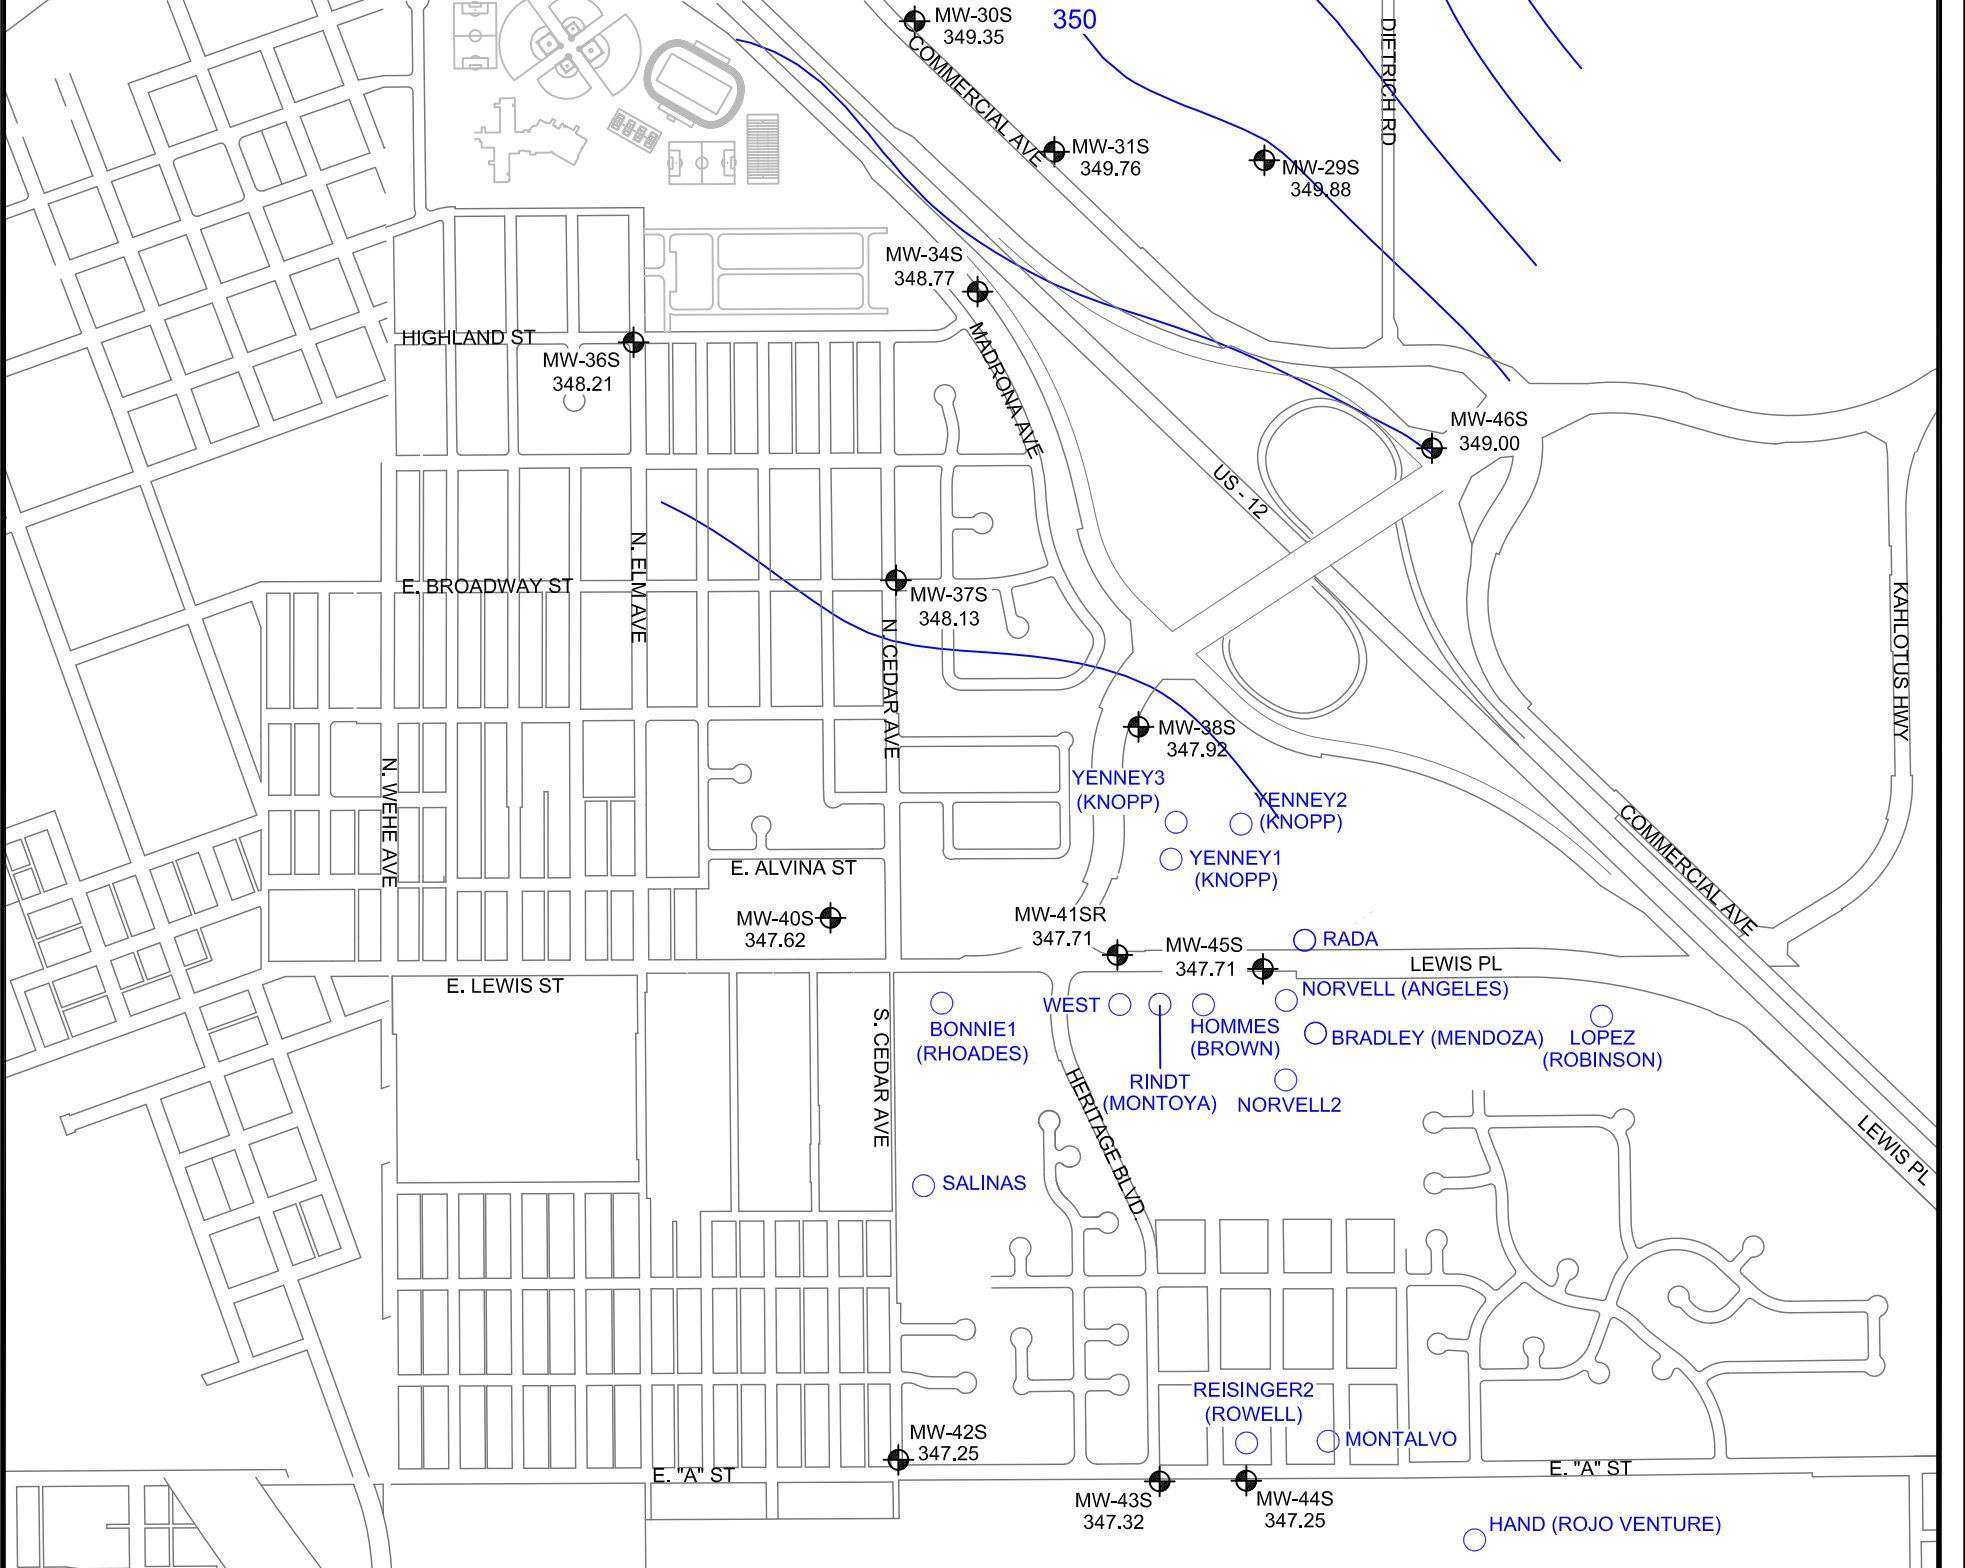 MW-30S
349.35
350
DIETRICH RD
COMMERCIAL AVE
MW-31S
349.76
MW-29S
349.88
MW-34S
348.77
HIGHLAND ST
MW-36S
348.21
MADRONA AVE
MW-46S
349.00
US - 12
N. ELM AVE
E. BROADWAY ST
MW-37S
348.13
N. CEDAR AVE
KAHLOTUS HWY
MW-38S
347.92
N. WEHE AVE
YENNEY3
(KNOPP)
YENNEY2
(KNOPP)
COMMERCIAL AVE
E. ALVINA ST
YENNEY1
(KNOPP)
MW-40S
347.62
MW-41SR
347.71
MW-45S
347.71
RADA
LEWIS PL
E. LEWIS ST
NORVELL (ANGELES)
WEST
S. CEDAR AVE
BONNIE1
(RHOADES)
HOMMES
(BROWN)
BRADLEY (MENDOZA)
LOPEZ
(ROBINSON)
RINDT
(MONTOYA)
NORVELL2
HERITAGE BLVD.
LEWIS PL
SALINAS
REISINGER2
(ROWELL)
MONTALVO
MW-42S
347.25
E. "A" ST
E. "A" ST
MW-43S
347.32
MW-44S
347.25
HAND (ROJO VENTURE)